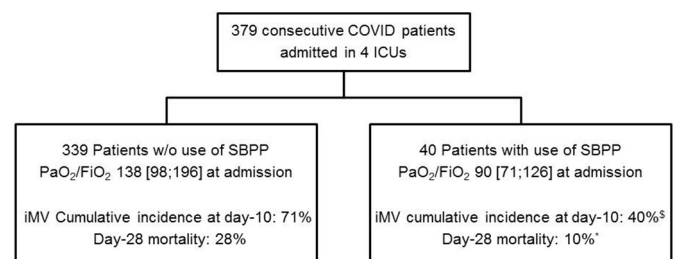 379 consecutive COVID patients
admitted in 4 ICUs
339 Patients w/o use of SBPP
PaO₂/FiO₂ 138 [98;196] at admission
iMV Cumulative incidence at day-10: 71%
Day-28 mortality: 28%
40 Patients with use of SBPP
PaO₂/FiO₂ 90 [71;126] at admission
iMV cumulative incidence at day-10: 40%$
Day-28 mortality: 10%*